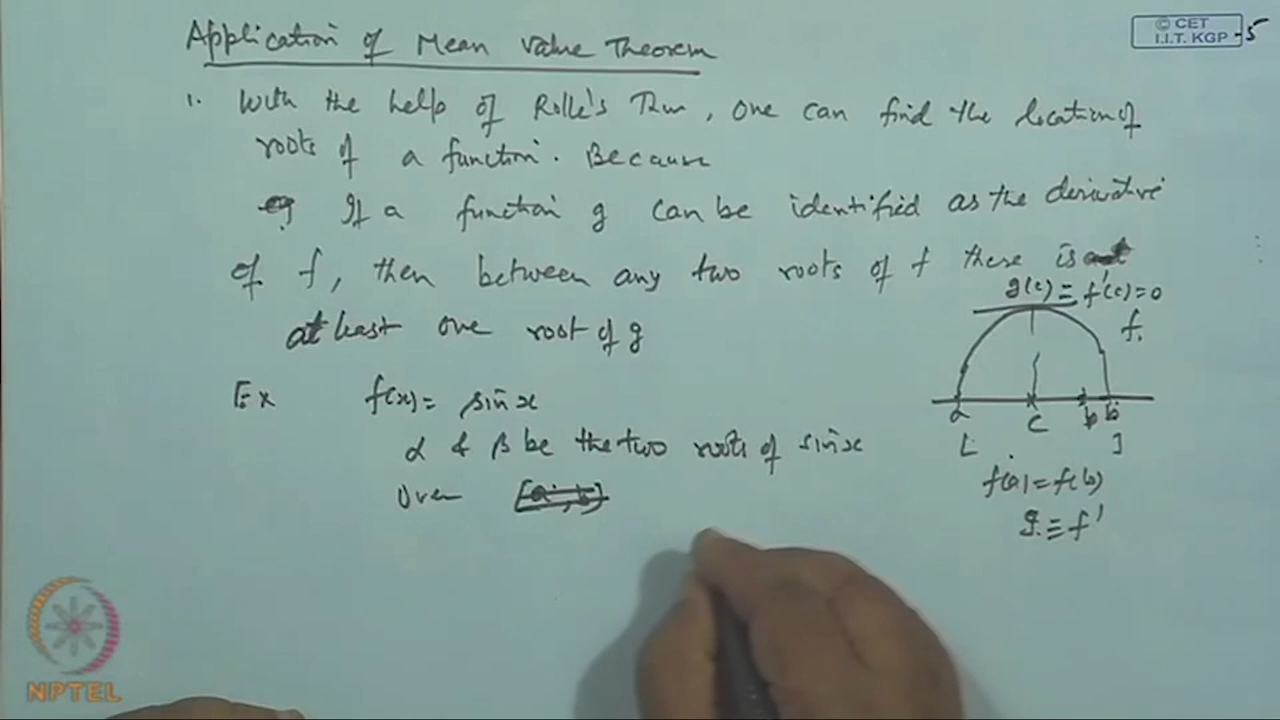 Application of Mean Value Theorem
© CET
I.I.T. KGP
-5
1. With the help of Rolle's Thm, one can find the location of
roots of a function. Because
eg If a function g can be identified as the derivative
of f, then between any two roots of f there is
at least one root of g
g(c) ≡ f'(c)=0
f.
α c b b
[ ]
f(a)=f(b)
g ≡ f'
Ex f(x)= sin x
α & β be the two roots of sin x
Over [a, b]
NPTEL